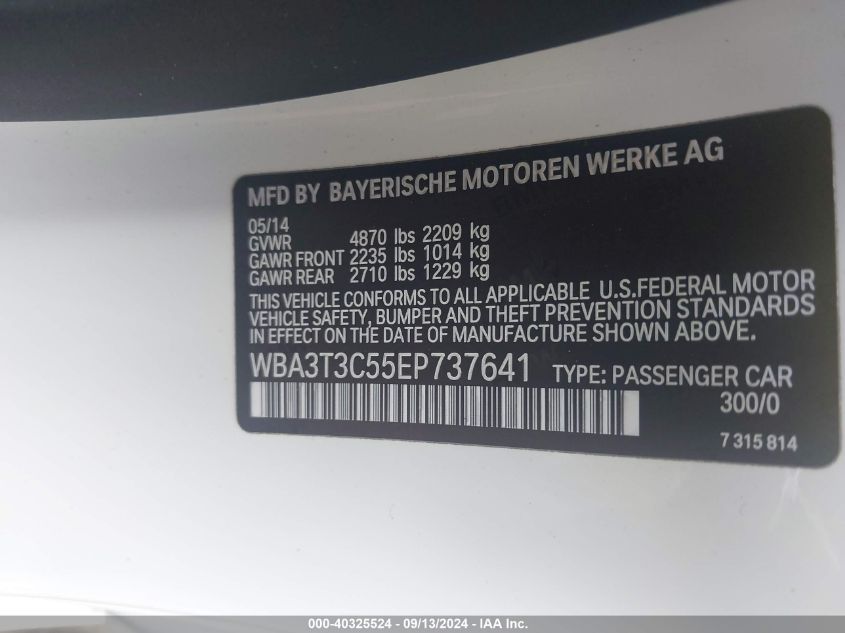 MFD BY BAYERISCHE MOTOREN WERKE AG
05/14
GVWR 4870 lbs 2209 kg
GAWR FRONT 2235 lbs 1014 kg
GAWR REAR 2710 lbs 1229 kg
THIS VEHICLE CONFORMS TO ALL APPLICABLE U.S.FEDERAL MOTOR
VEHICLE SAFETY, BUMPER AND THEFT PREVENTION STANDARDS
IN EFFECT ON THE DATE OF MANUFACTURE SHOWN ABOVE.
WBA3T3C55EP737641 TYPE: PASSENGER CAR
300/0
7 315 814
000-40325524 - 09/13/2024 - IAA Inc.